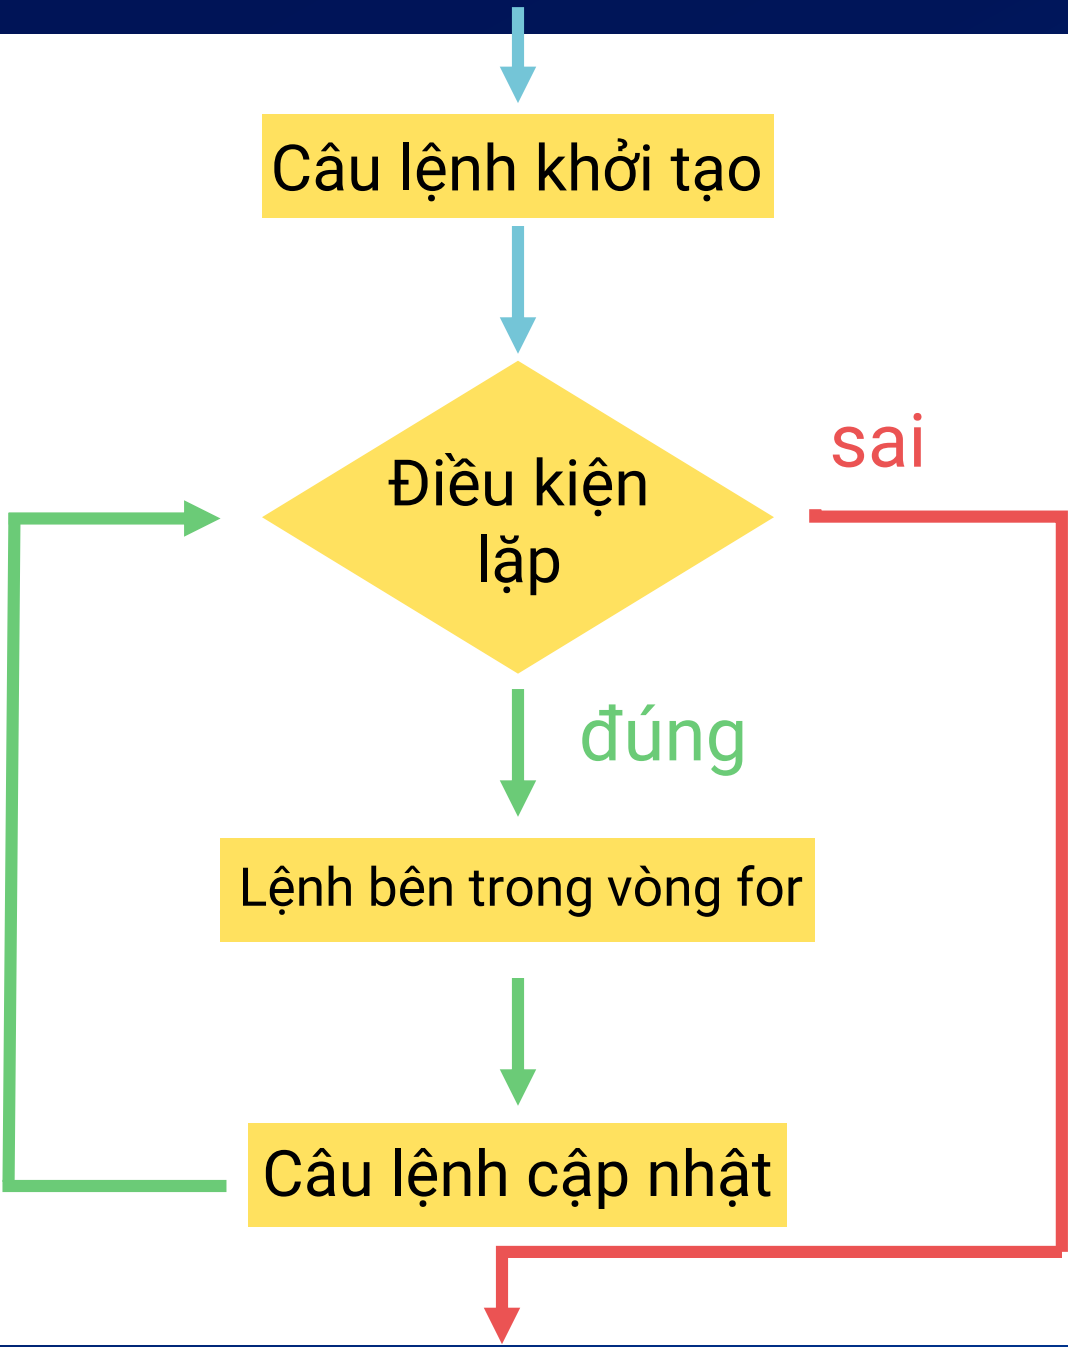 Câu lệnh khởi tạo
Điều kiện
lặp
sai
đúng
Lệnh bên trong vòng for
Câu lệnh cập nhật